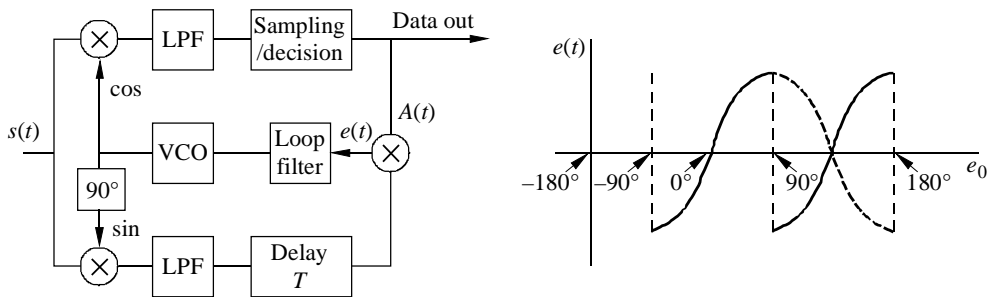 Data out
LPF
Sampling
/decision
cos
A(t)
s(t)
e(t)
VCO
Loop
filter
90°
sin
LPF
Delay
T
e(t)
–180°
–90°
0°
90°
180°
e₀